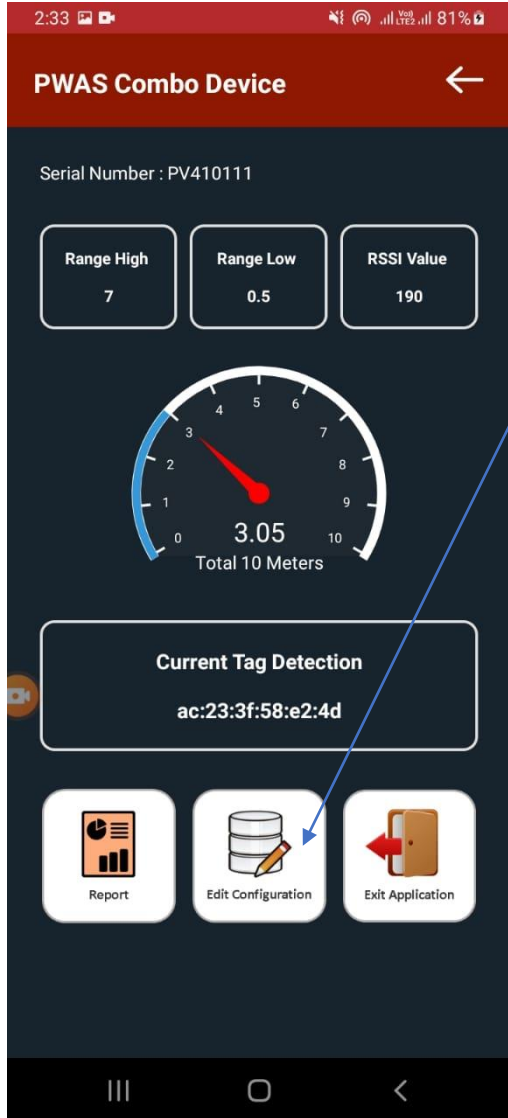 2:33 Vo)) LTE2 81%
PWAS Combo Device
Serial Number : PV410111
Range High
7
Range Low
0.5
RSSI Value
190
0 1 2 3 4 5 6 7 8 9 10
3.05
Total 10 Meters
Current Tag Detection
ac:23:3f:58:e2:4d
Report
Edit Configuration
Exit Application